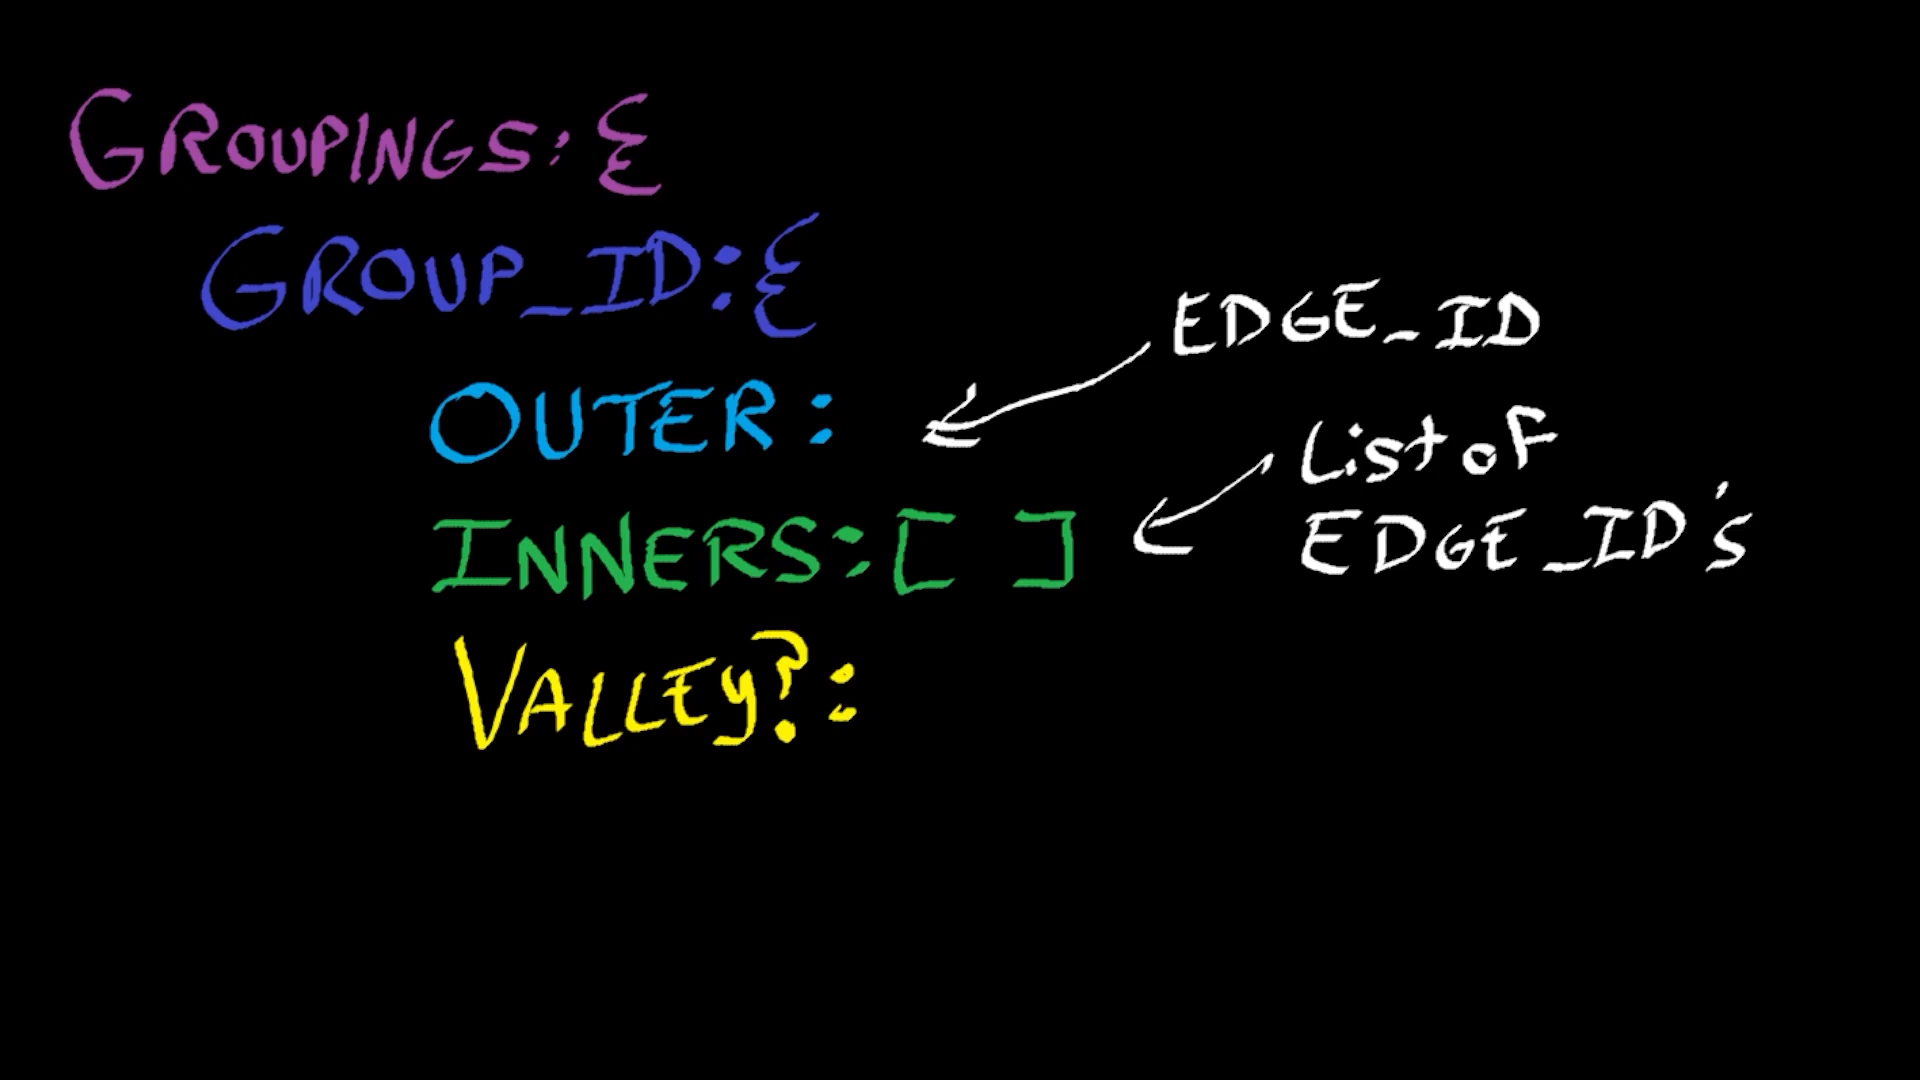 GROUPINGS: {
GROUP_ID: {
EDGE_ID
OUTER:
List of
INNERS: [ ]
EDGE_ID's
VALLEY?: